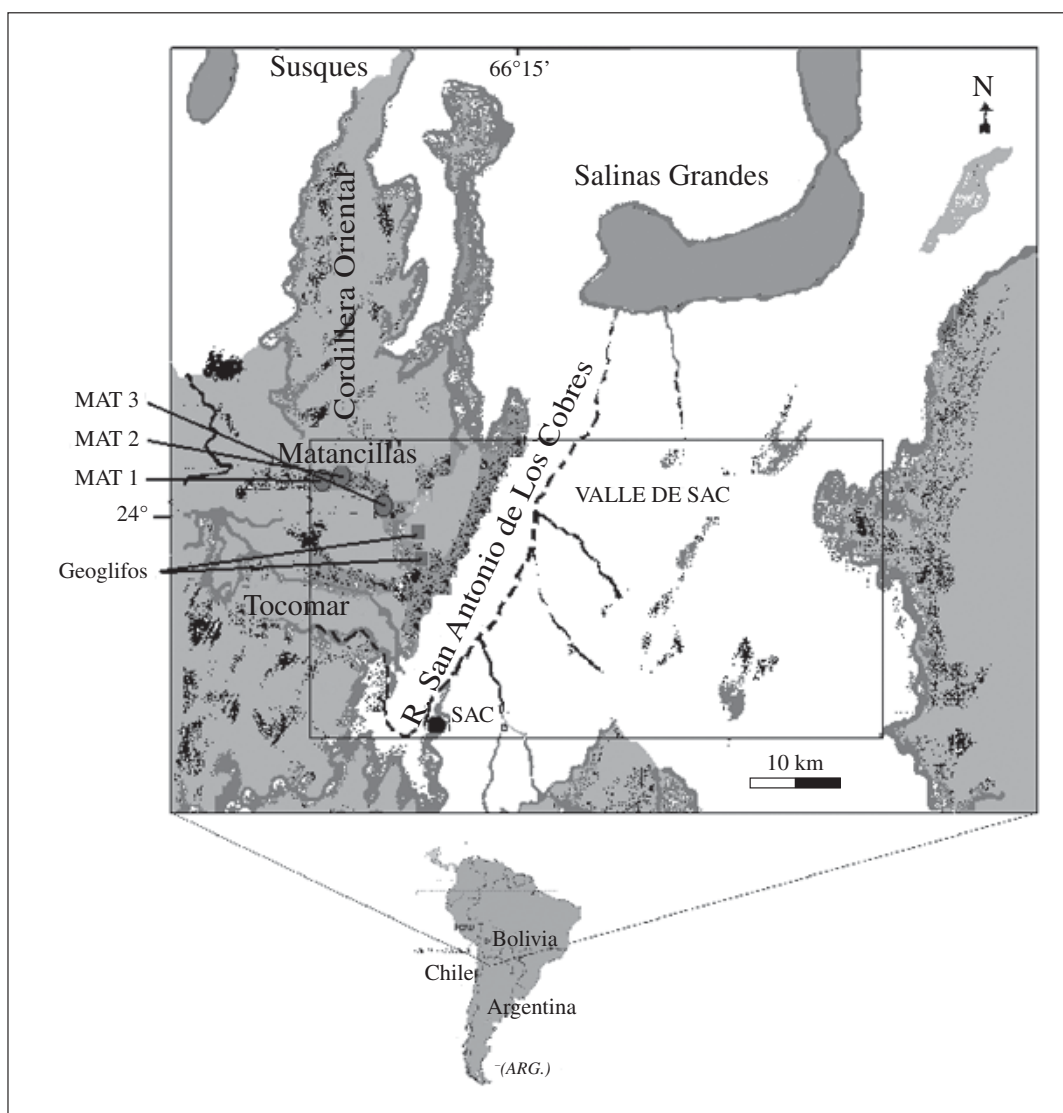 Susques
66°15’
N
Salinas Grandes
Cordillera Oriental
R. San Antonio de Los Cobres
MAT 3
MAT 2
Matancillas
MAT 1
VALLE DE SAC
24°
Geoglifos
Tocomar
SAC
10 km
Bolivia
Chile
Argentina
(ARG.)